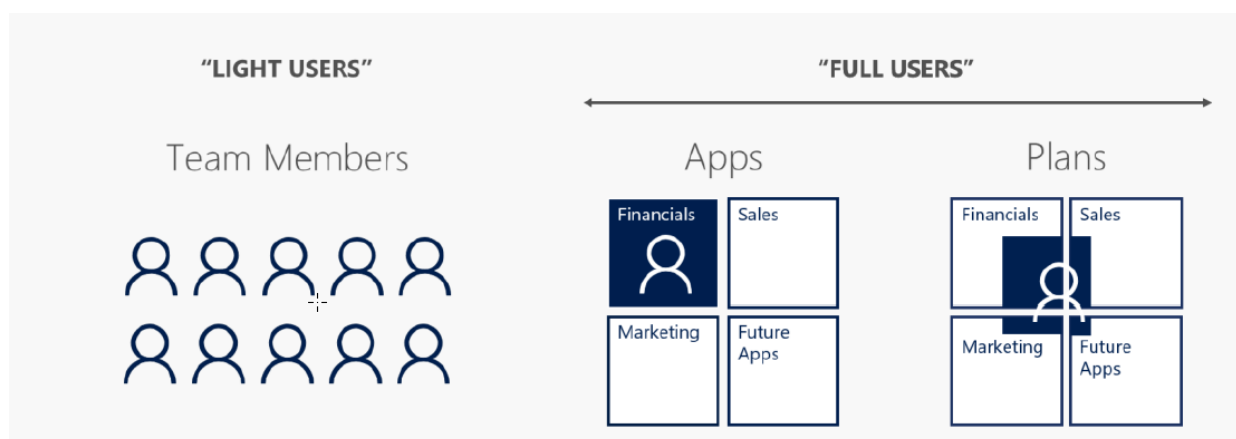 “LIGHT USERS”
“FULL USERS”
Team Members
Apps
Plans
Financials
Sales
Marketing
Future
Apps
Financials
Sales
Marketing
Future
Apps